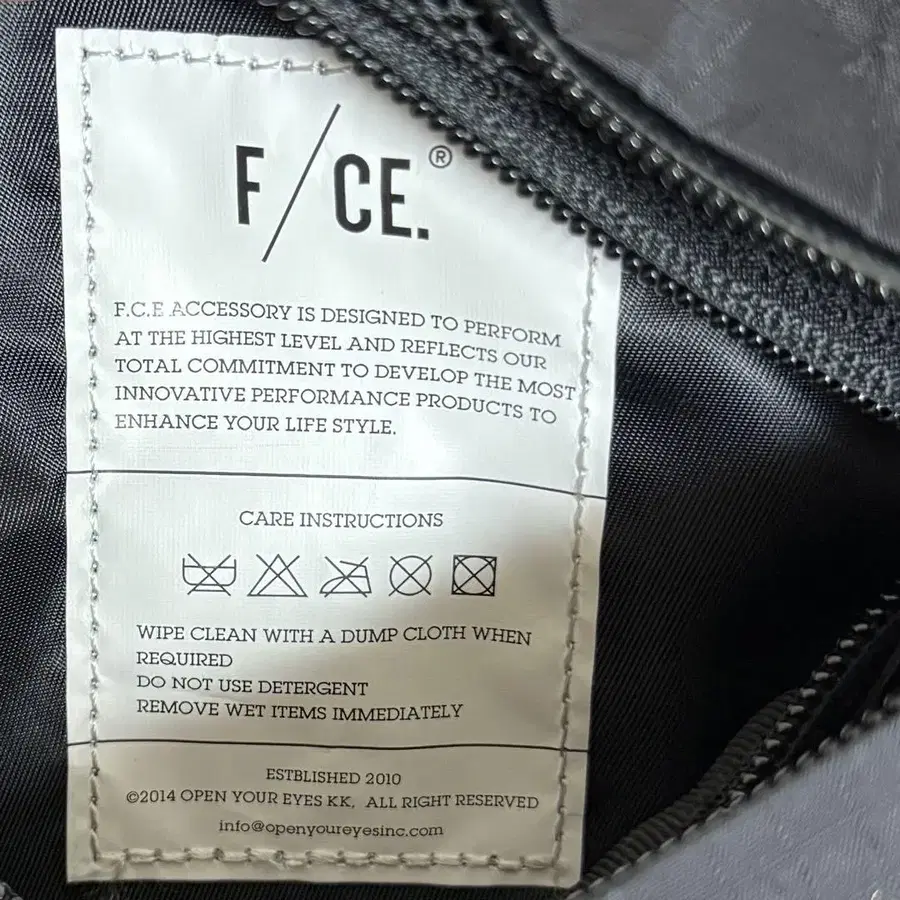 F/CE.®
F.C.E ACCESSORY IS DESIGNED TO PERFORM
AT THE HIGHEST LEVEL AND REFLECTS OUR
TOTAL COMMITMENT TO DEVELOP THE MOST
INNOVATIVE PERFORMANCE PRODUCTS TO
ENHANCE YOUR LIFE STYLE.
CARE INSTRUCTIONS
WIPE CLEAN WITH A DUMP CLOTH WHEN
REQUIRED
DO NOT USE DETERGENT
REMOVE WET ITEMS IMMEDIATELY
ESTBLISHED 2010
©2014 OPEN YOUR EYES KK, ALL RIGHT RESERVED
info@openyoureyesinc.com